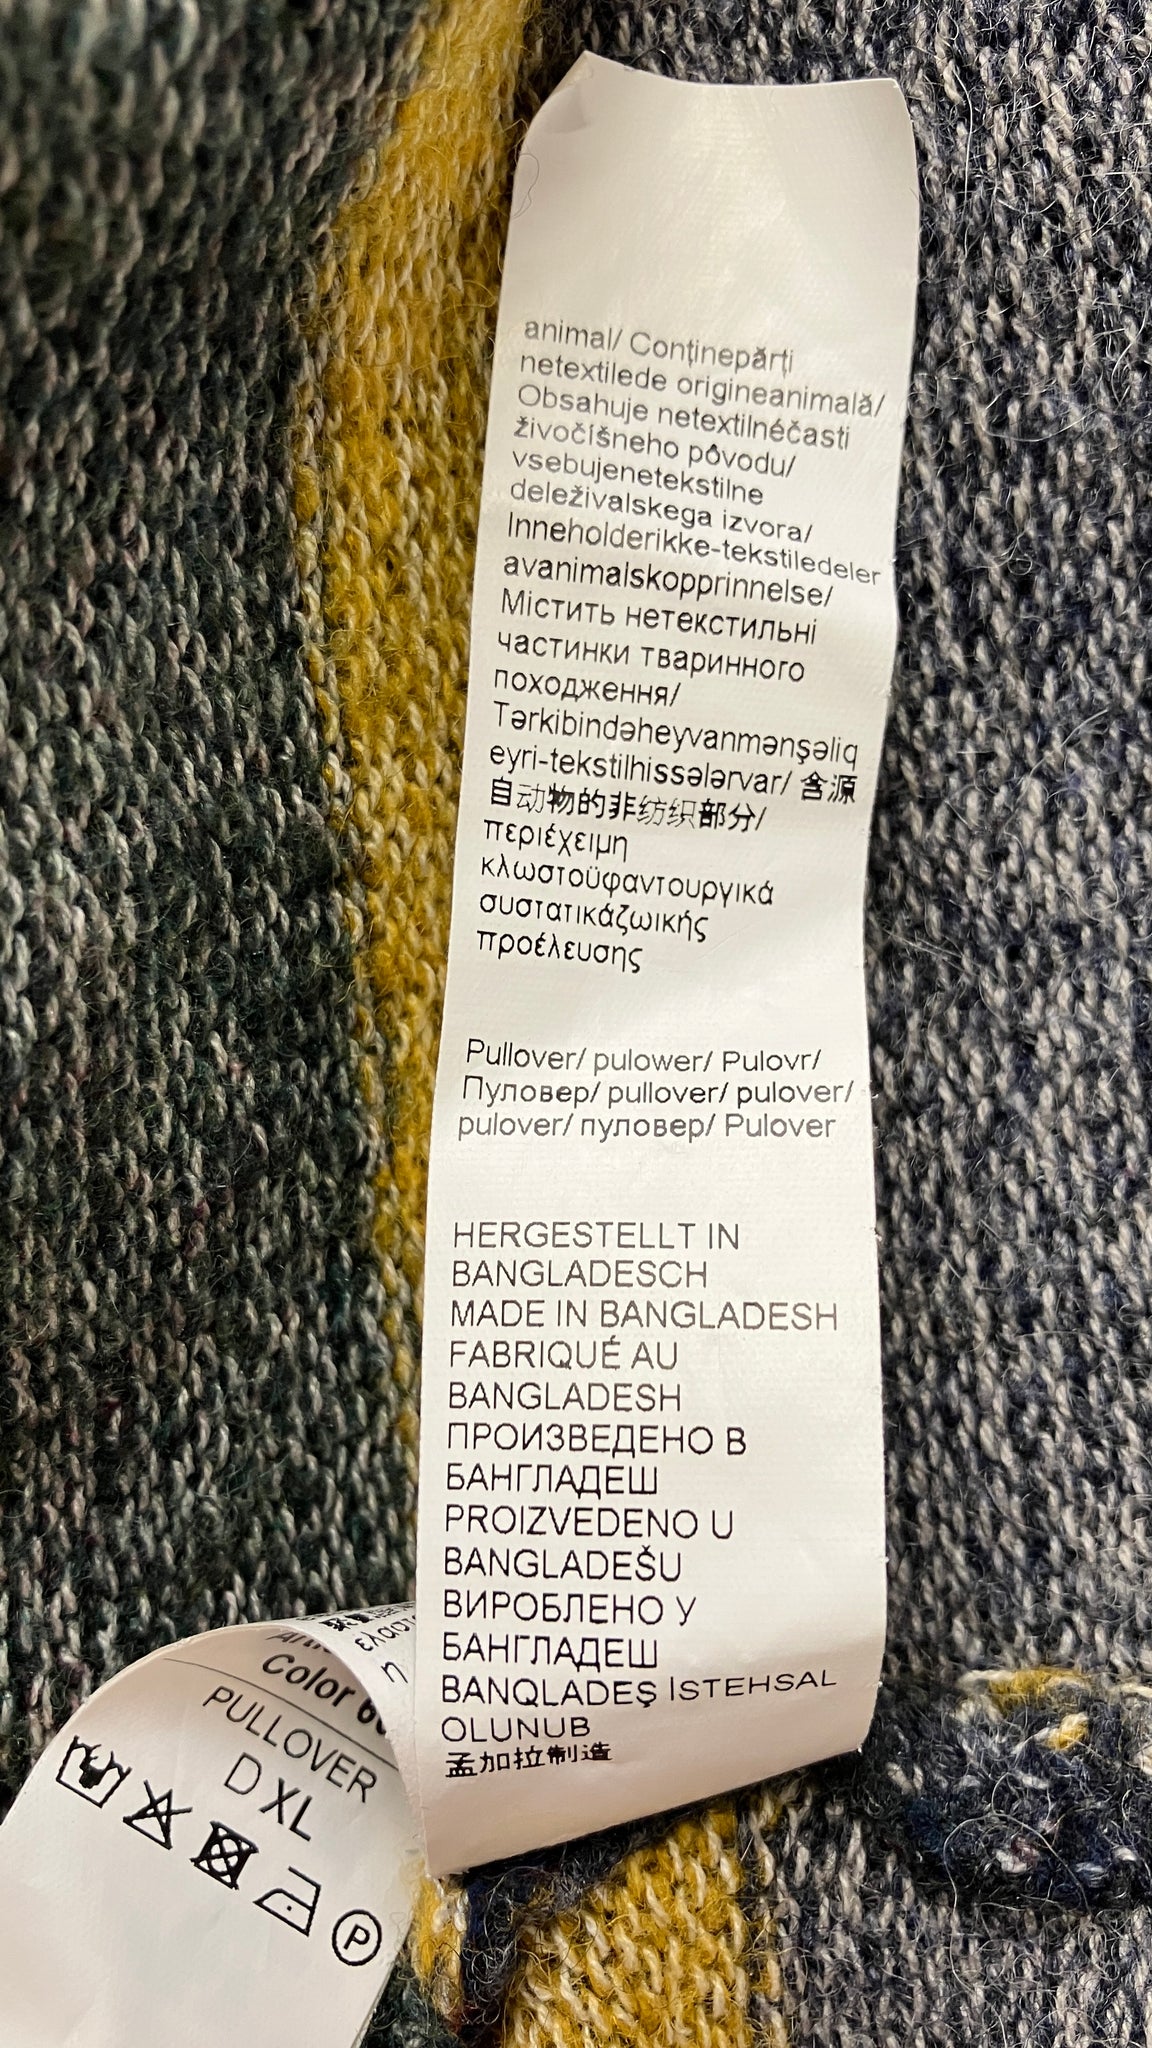 animal/ Conținepărți
netextilede origineanimală/
Obsahuje netextilnéčasti
živočíšneho pôvodu/
vsebujenetekstilne
deleživalskega izvora/
Inneholderikke-tekstiledeler
avanimalskopprinnelse/
Містить нетекстильні
частинки тваринного
походження/
Tərkibindəheyvanmənşəliq
eyri-tekstilhissələrvar/ 含源
自动物的非纺织部分/
περιέχειμη
κλωστοϋφαντουργικά
συστατικάζωικής
προέλευσης
Pullover/ pulower/ Pulovr/
Пуловер/ pullover/ pulover/
pulover/ пуловер/ Pulover
HERGESTELLT IN
BANGLADESCH
MADE IN BANGLADESH
FABRIQUÉ AU
BANGLADESH
ПРОИЗВЕДЕНО В
БАНГЛАДЕШ
PROIZVEDENO U
BANGLADEŠU
ВИРОБЛЕНО У
БАНГЛАДЕШ
BANQLADEŞ İSTEHSAL
OLUNUB
孟加拉制造
Color
PULLOVER
D XL
P